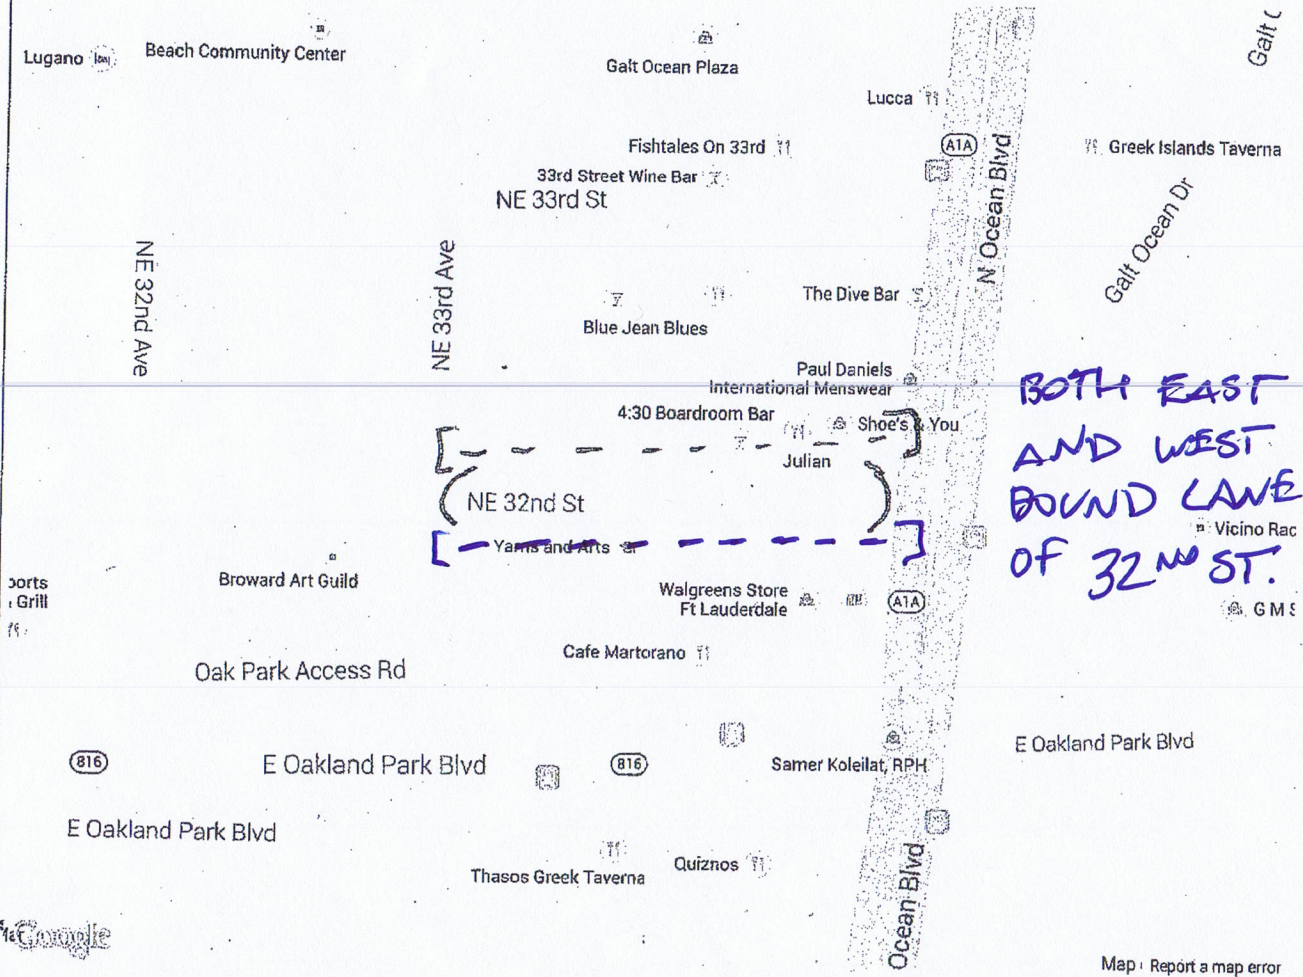 Galt
Lugano
Beach Community Center
Galt Ocean Plaza
Lucca
A1A
Fishtales On 33rd
Greek Islands Taverna
33rd Street Wine Bar
NE 33rd St
N Ocean Blvd
Galt Ocean Dr
NE 32nd Ave
NE 33rd Ave
The Dive Bar
Blue Jean Blues
Paul Daniels
International Menswear
4:30 Boardroom Bar
Shoe's & You
Julian
BOTH EAST
AND WEST
BOUND LANE
OF 32ND ST.
NE 32nd St
Yarns and Arts
Vicino Rac
Broward Art Guild
ports
Grill
Walgreens Store
Ft Lauderdale
A1A
G M S
Cafe Martorano
Oak Park Access Rd
816
E Oakland Park Blvd
816
Samer Koleilat, RPH
E Oakland Park Blvd
E Oakland Park Blvd
Ocean Blvd
Thasos Greek Taverna
Quiznos
Google
Map
Report a map error